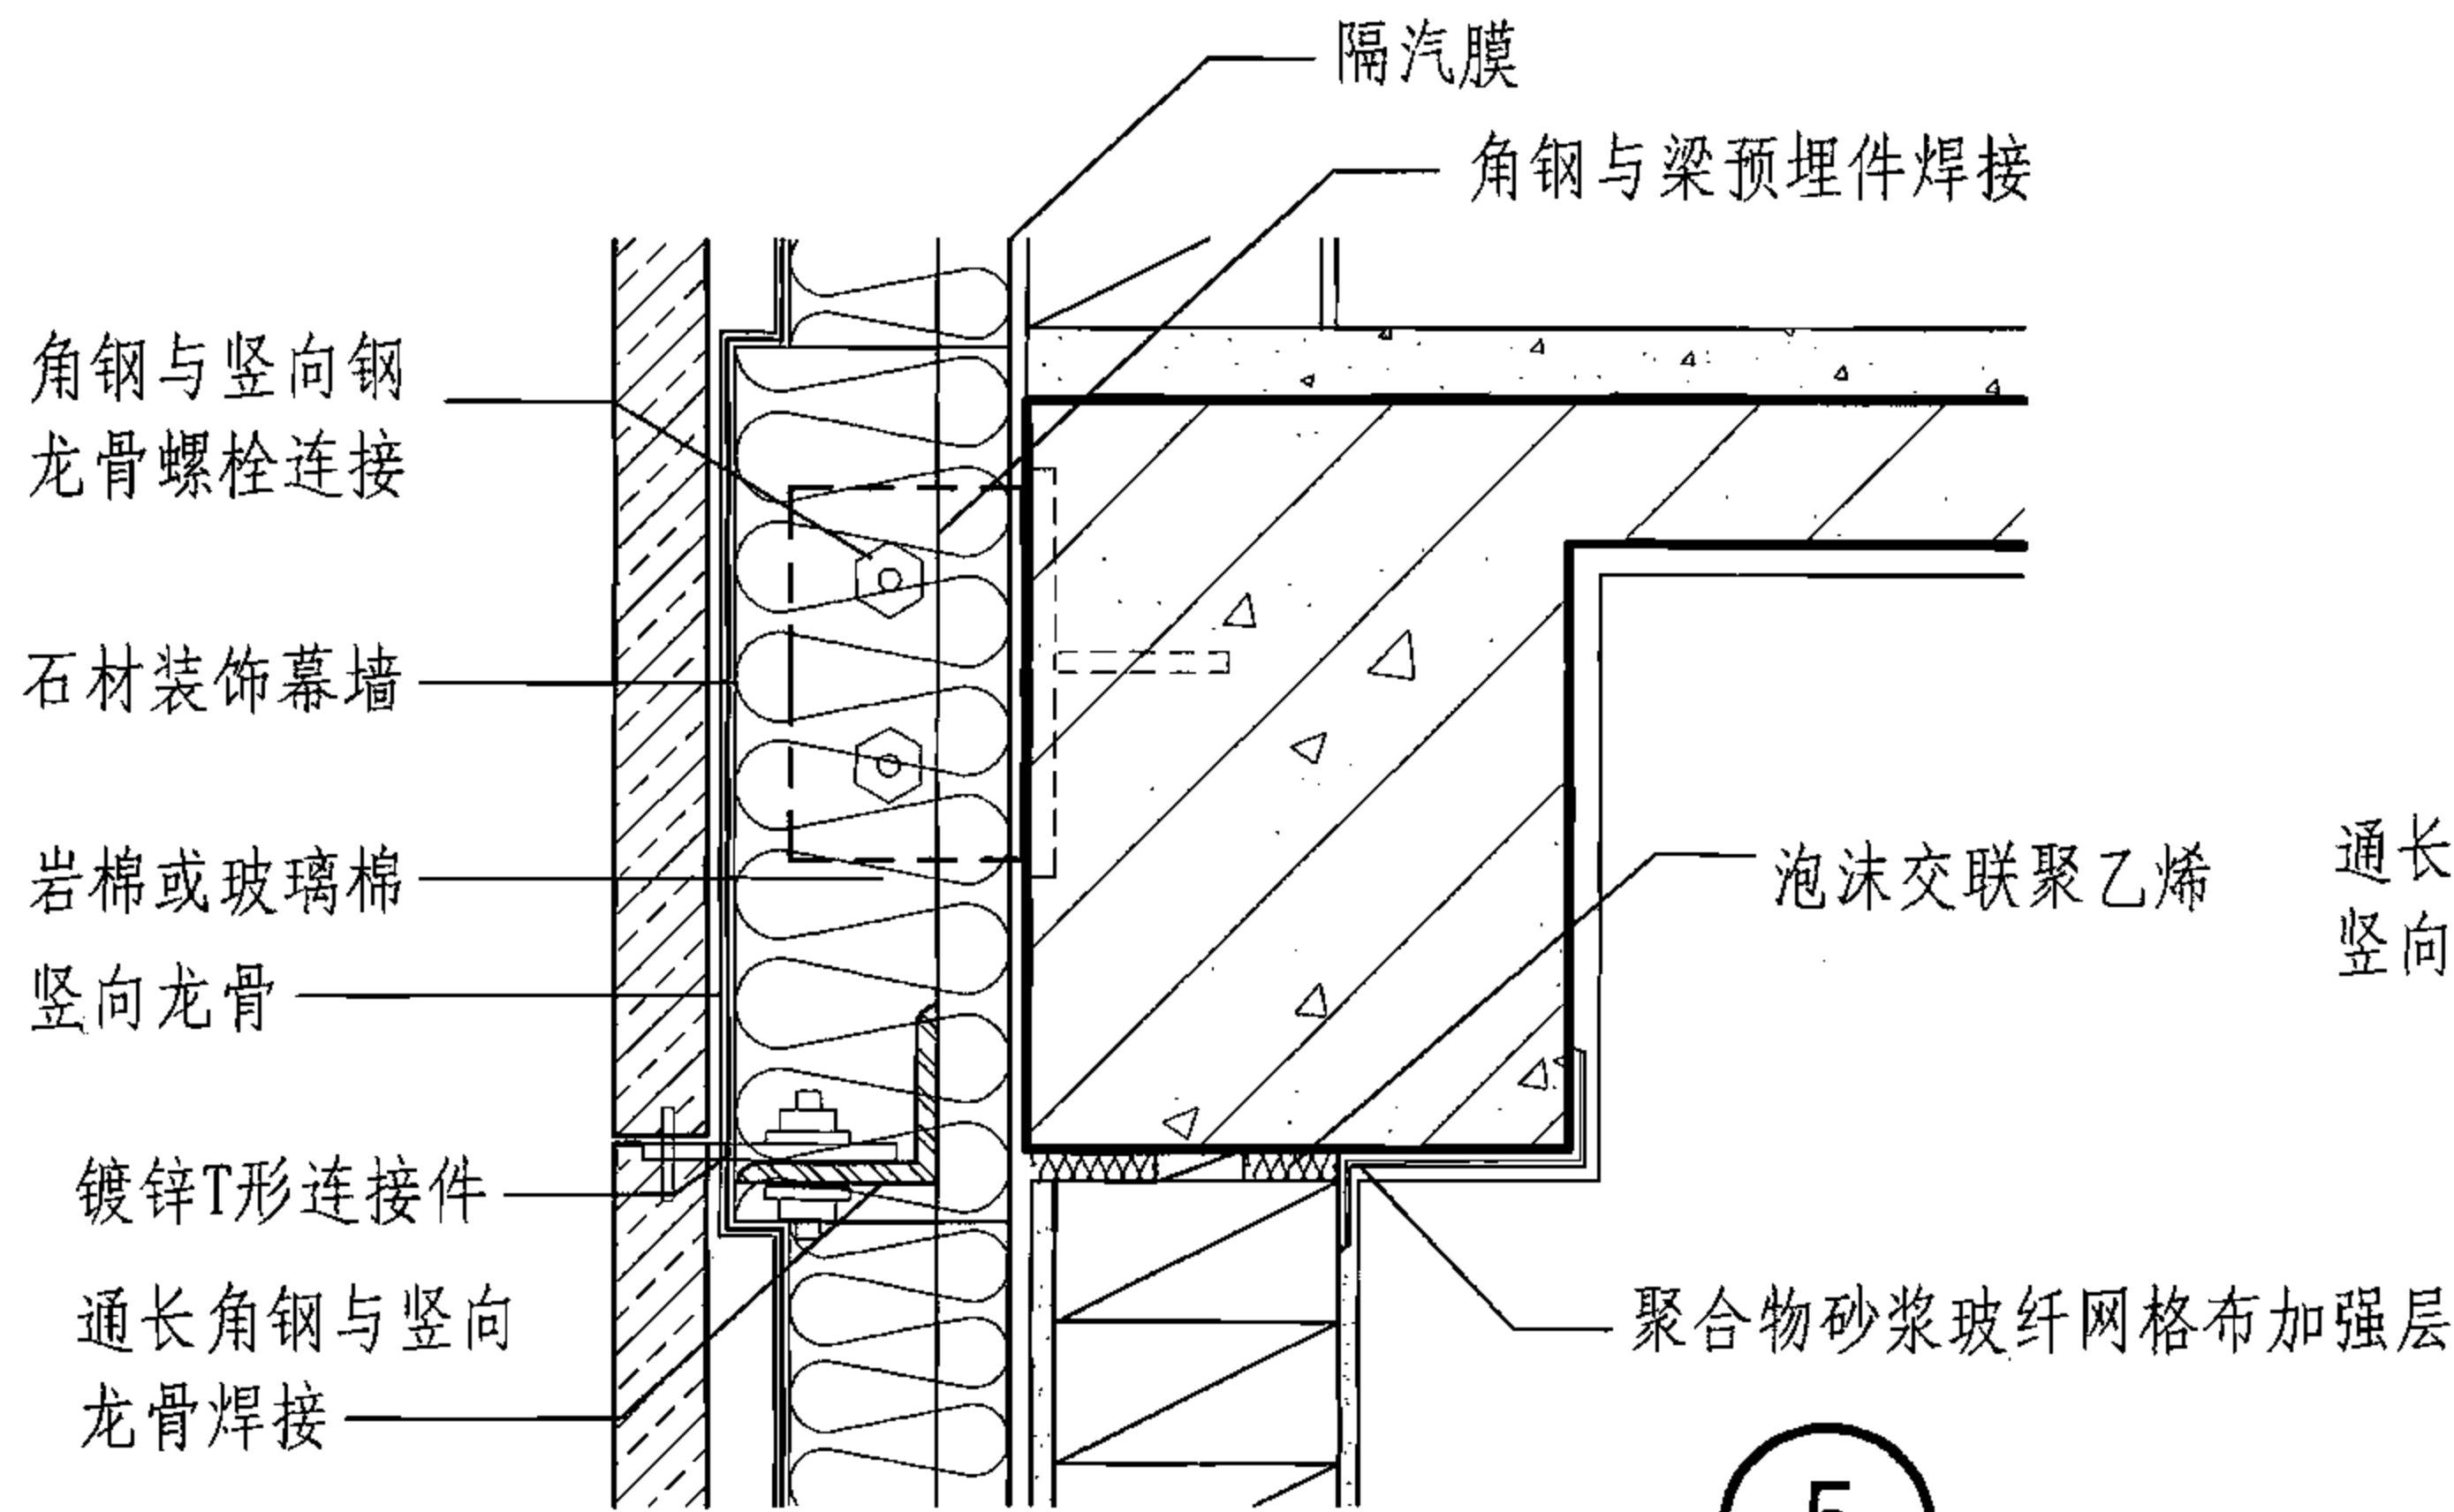 隔汽膜
角钢与梁预埋件焊接
角钢与竖向钢
龙骨螺栓连接
石材装饰幕墙
岩棉或玻璃棉
竖向龙骨
泡沫交联聚乙烯
通长
竖向
镀锌T形连接件
通长角钢与竖向
龙骨焊接
聚合物砂浆玻纤网格布加强层